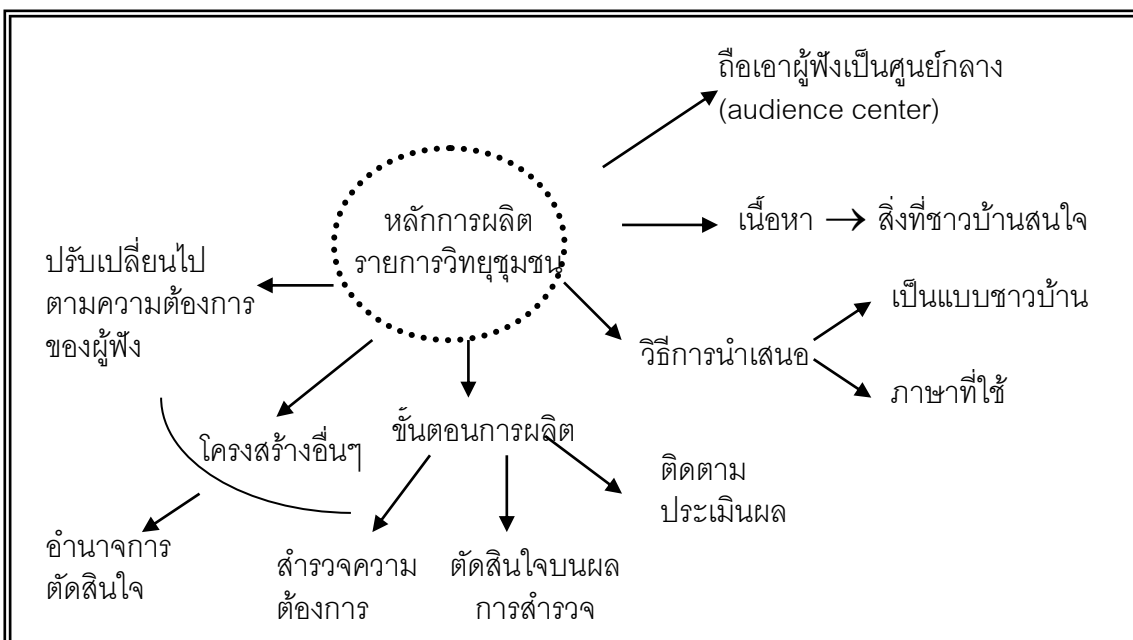 ถือเอาผู้ฟังเป็นศูนย์กลาง
(audience center)
หลักการผลิต
รายการวิทยุชุมชน
เนื้อหา → สิ่งที่ชาวบ้านสนใจ
ปรับเปลี่ยนไป
ตามความต้องการ
ของผู้ฟัง
วิธีการนำเสนอ
เป็นแบบชาวบ้าน
ภาษาที่ใช้
โครงสร้างอื่นๆ
ขั้นตอนการผลิต
ติดตาม
ประเมินผล
อำนาจการ
ตัดสินใจ
สำรวจความ
ต้องการ
ตัดสินใจบนผล
การสำรวจ